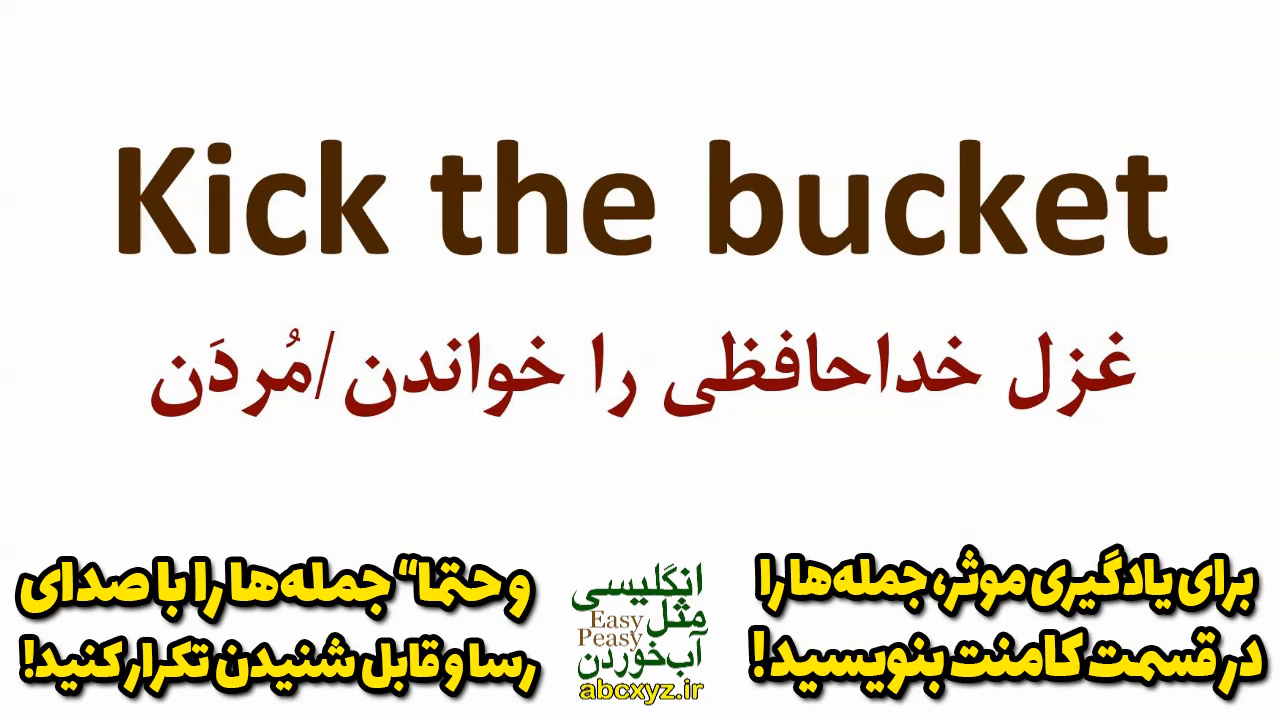 Kick the bucket
غزل خداحافظی را خواندن/مُردَن
برای یادگیری موثر، جمله‌ها را
در قسمت کامنت بنویسید!
انگلیسی
مثل
Easy
Peasy
آب خوردن
abcxyz.ir
و حتما“ جمله‌ها را با صدای
رسا و قابل شنیدن تکرار کنید!